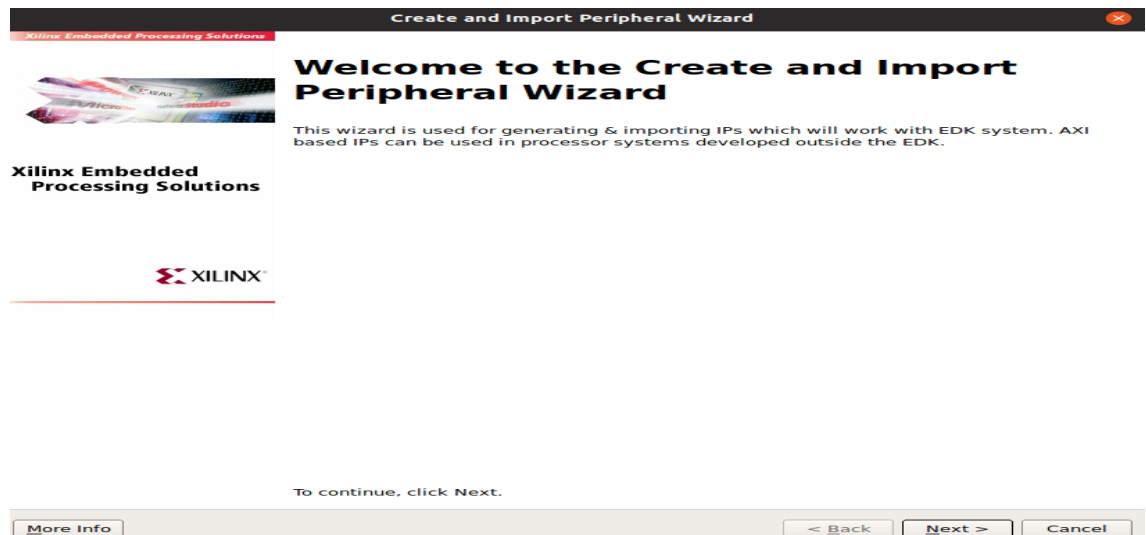 Create and Import Peripheral Wizard
Xilinx Embedded Processing Solutions
Welcome to the Create and Import
Peripheral Wizard
This wizard is used for generating & importing IPs which will work with EDK system. AXI
based IPs can be used in processor systems developed outside the EDK.
Xilinx Embedded
Processing Solutions
XILINX
To continue, click Next.
More Info
< Back
Next >
Cancel